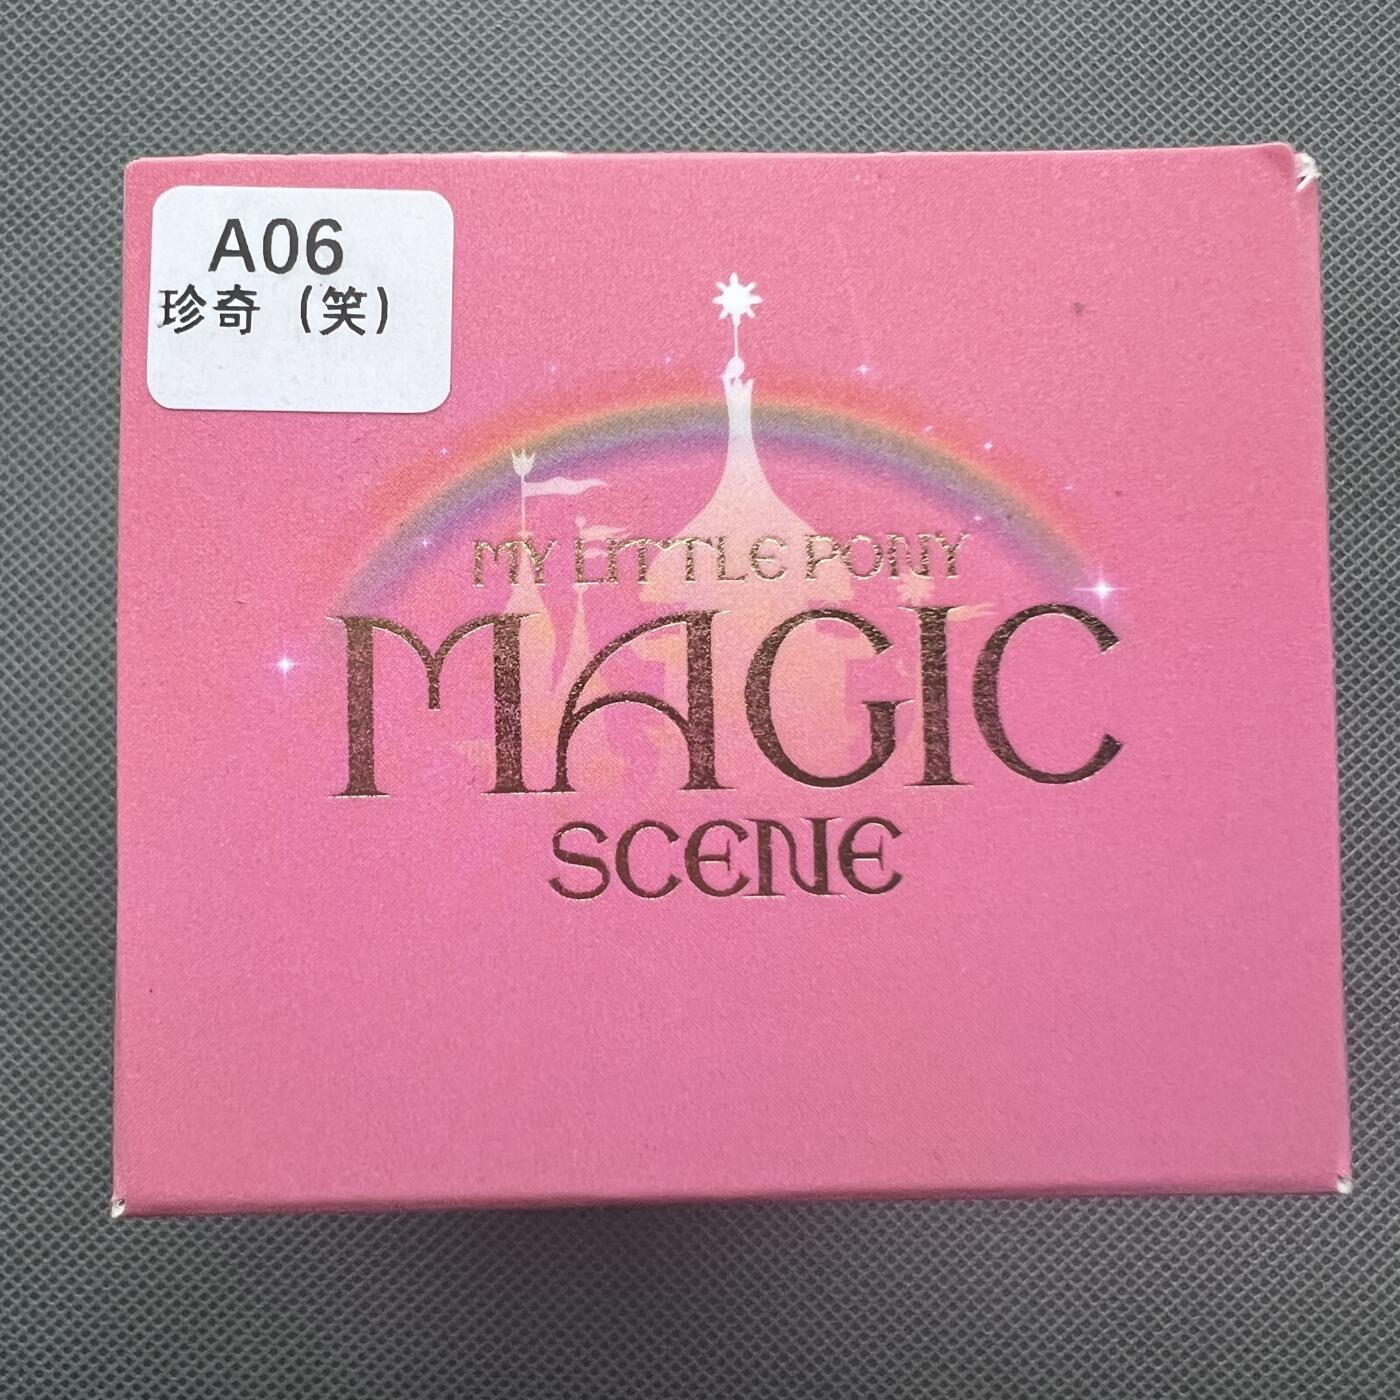 A06
珍奇（笑）
MY LITTLE PONY
MAGIC
SCENE